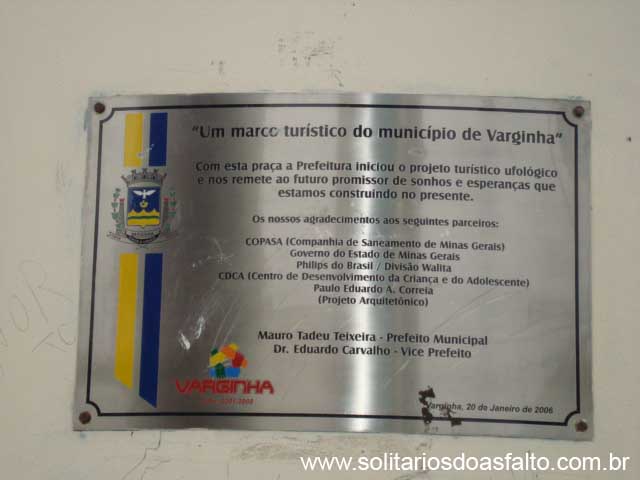 "Um marco turístico do município de Varginha"
Com esta praça a Prefeitura iniciou o projeto turístico ufológico
e nos remete ao futuro promissor de sonhos e esperanças que
estamos construindo no presente.
Os nossos agradecimentos aos seguintes parceiros:
COPASA (Companhia de Saneamento de Minas Gerais)
Governo do Estado de Minas Gerais
Philips do Brasil / Divisão Walita
CDCA (Centro de Desenvolvimento da Criança e do Adolescente)
Paulo Eduardo A. Correia
(Projeto Arquitetônico)
Mauro Tadeu Teixeira - Prefeito Municipal
Dr. Eduardo Carvalho - Vice Prefeito
VARGINHA
Varginha, 20 de Janeiro de 2006
www.solitariosdoasfalto.com.br